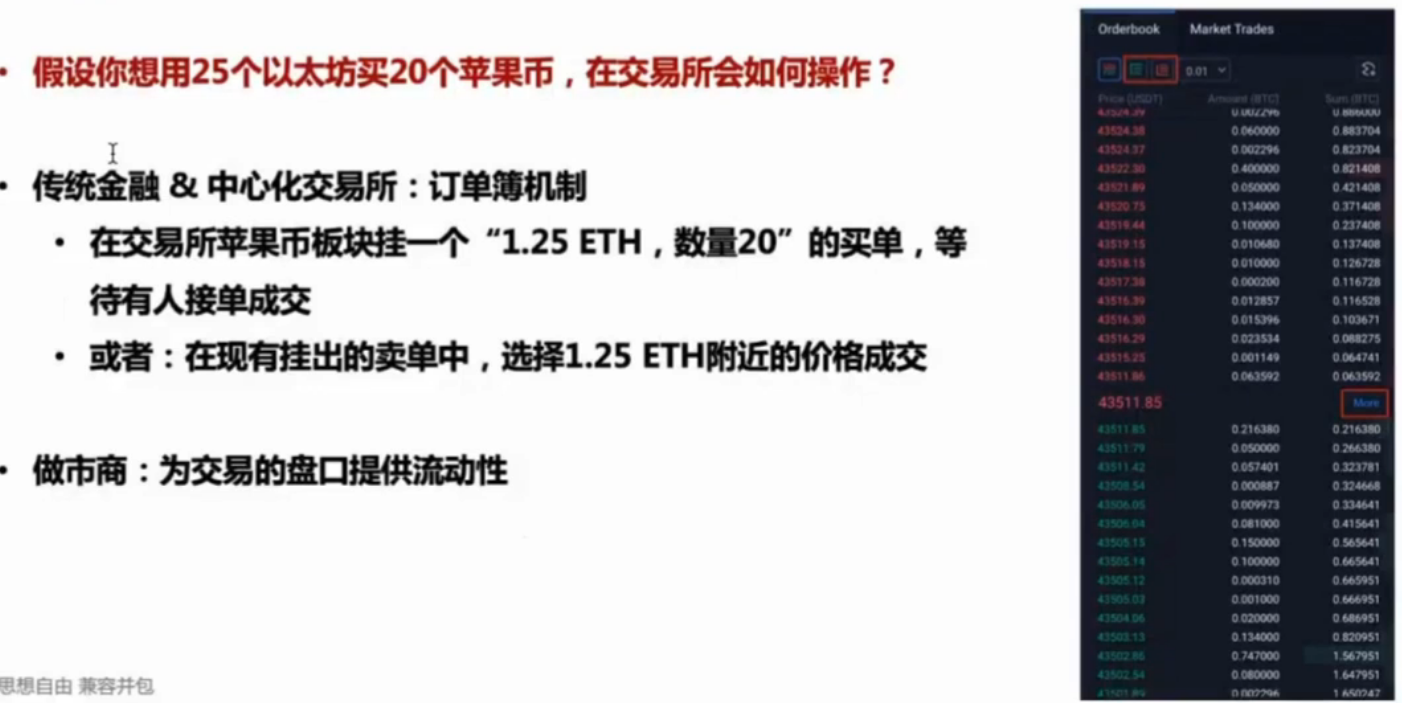 假设你想用25个以太坊买20个苹果币，在交易所会如何操作？
传统金融 & 中心化交易所：订单簿机制
在交易所苹果币板块挂一个“1.25 ETH，数量20”的买单，等
待有人接单成交
或者：在现有挂出的卖单中，选择1.25 ETH附近的价格成交
做市商：为交易的盘口提供流动性
思想自由 兼容并包
Orderbook Market Trades
0.01
Price (USDT) Amount (BTC) Sum (BTC)
43524.39 0.002296 0.886000
43524.38 0.060000 0.883704
43524.37 0.002296 0.823704
43522.30 0.400000 0.821408
43521.89 0.050000 0.421408
43520.75 0.134000 0.371408
43519.44 0.100000 0.237408
43519.15 0.010680 0.137408
43518.15 0.010000 0.126728
43517.38 0.000200 0.116728
43516.39 0.012857 0.116528
43516.30 0.015396 0.103671
43516.29 0.023534 0.088275
43515.25 0.001149 0.064741
43511.86 0.063592 0.063592
43511.85 More
43511.85 0.216380 0.216380
43511.79 0.050000 0.266380
43511.42 0.057401 0.323781
43508.54 0.000887 0.324668
43506.05 0.009973 0.334641
43506.04 0.081000 0.415641
43505.15 0.150000 0.565641
43505.14 0.100000 0.665641
43505.12 0.000310 0.665951
43505.03 0.001000 0.666951
43504.06 0.020000 0.686951
43503.13 0.134000 0.820951
43502.86 0.747000 1.567951
43502.54 0.080000 1.647951
43501.89 0.002296 1.650247